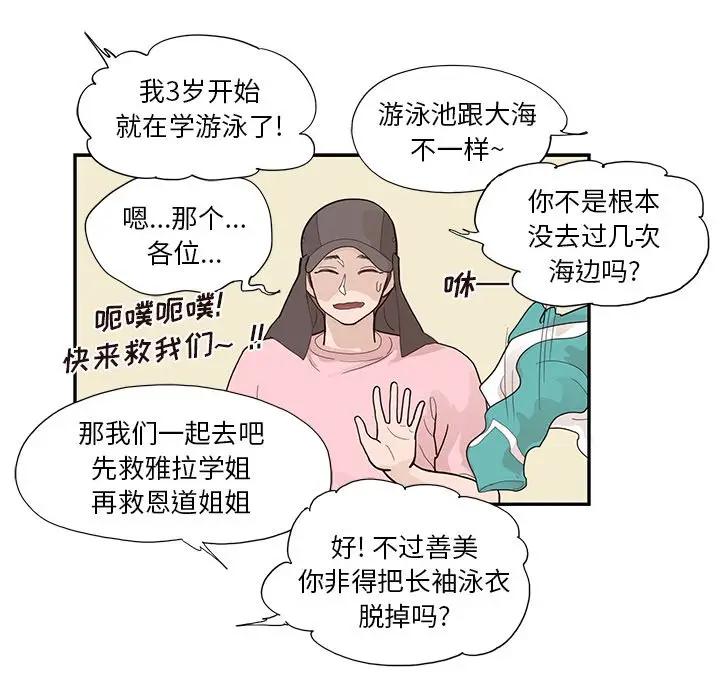 我3岁开始
就在学游泳了!
游泳池跟大海
不一样~
你不是根本
没去过几次
海边吗?
嗯...那个...
各位...
咻—
呃噗呃噗!
快来救我们~!!
那我们一起去吧
先救雅拉学姐
再救恩道姐姐
好! 不过善美
你非得把长袖泳衣
脱掉吗?